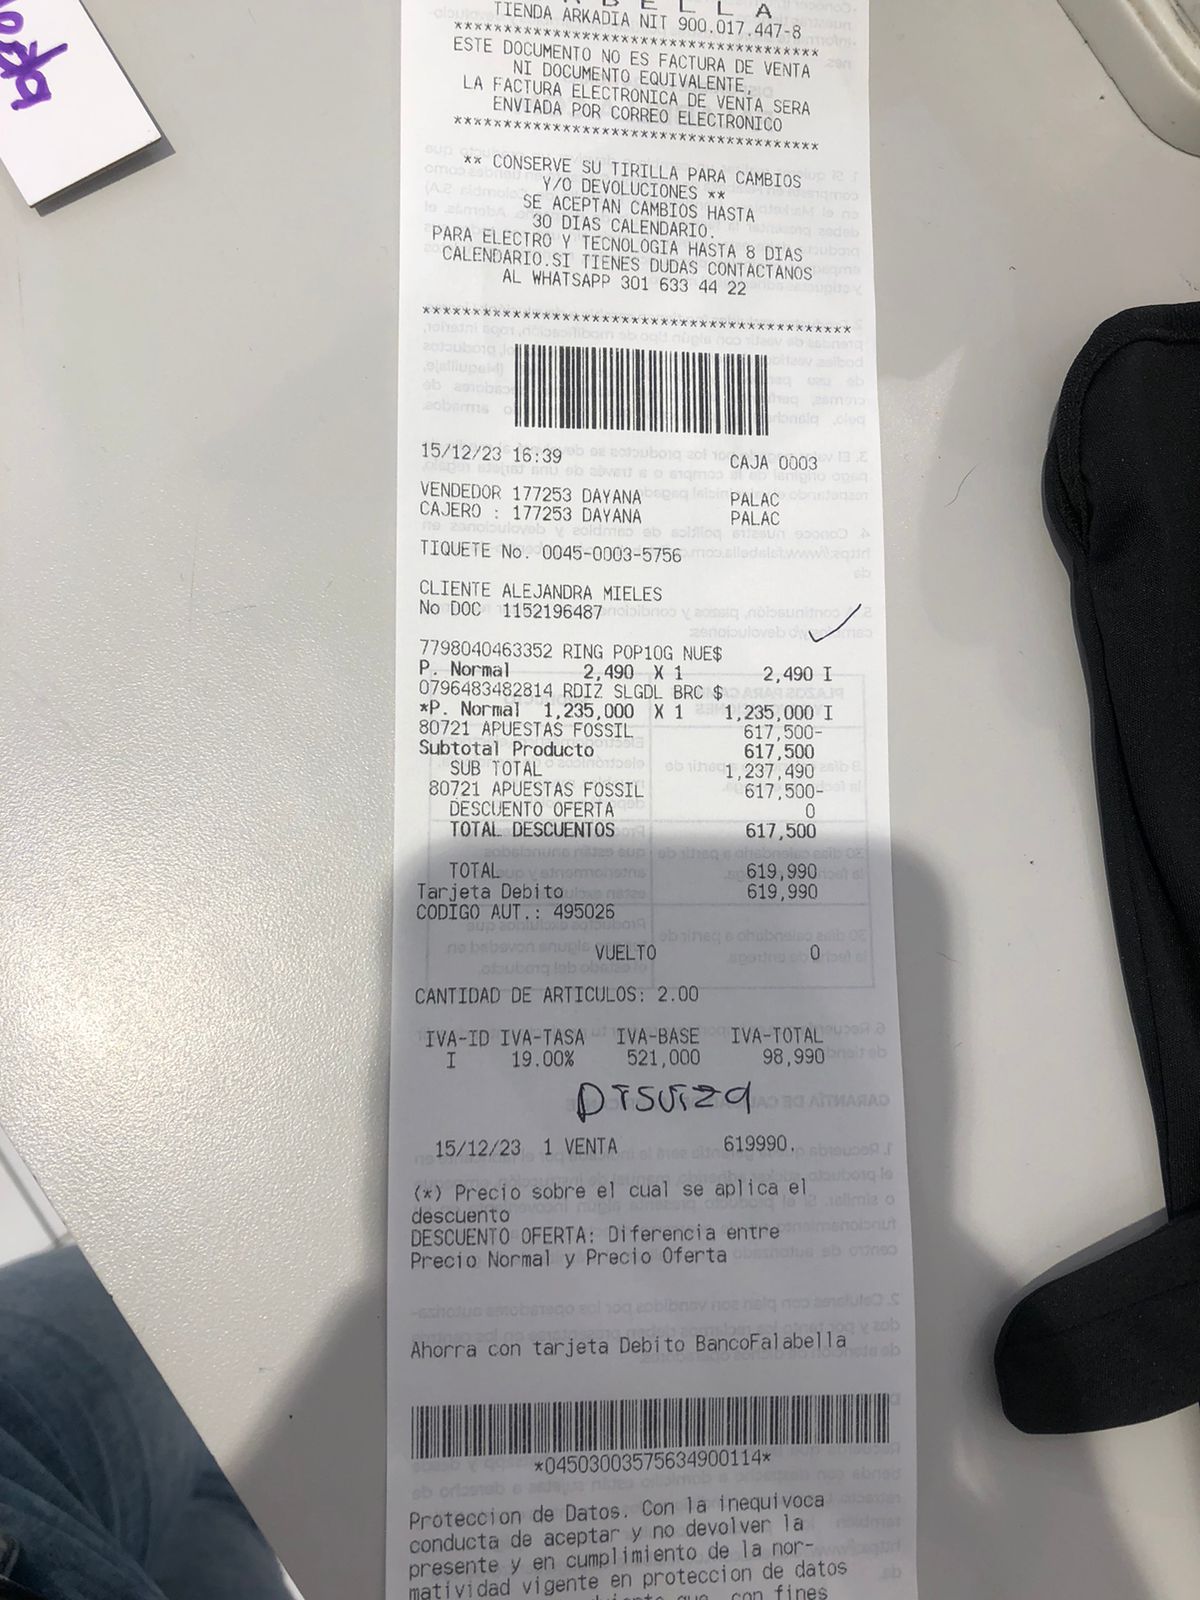 TIENDA ARKADIA NIT 900.017.447-8
************************************
ESTE DOCUMENTO NO ES FACTURA DE VENTA
NI DOCUMENTO EQUIVALENTE,
LA FACTURA ELECTRONICA DE VENTA SERA
ENVIADA POR CORREO ELECTRONICO
************************************
** CONSERVE SU TIRILLA PARA CAMBIOS
Y/O DEVOLUCIONES **
SE ACEPTAN CAMBIOS HASTA
30 DIAS CALENDARIO.
PARA ELECTRO Y TECNOLOGIA HASTA 8 DIAS
CALENDARIO.SI TIENES DUDAS CONTACTANOS
AL WHATSAPP 301 633 44 22
******************************************
15/12/23 16:39 CAJA 0003
VENDEDOR 177253 DAYANA PALAC
CAJERO : 177253 DAYANA PALAC
TIQUETE No. 0045-0003-5756
CLIENTE ALEJANDRA MIELES
No DOC 1152196487
7798040463352 RING POP10G NUE$
P. Normal 2,490 X 1 2,490 I
0796483482814 RDIZ SLGDL BRC $
*P. Normal 1,235,000 X 1 1,235,000 I
80721 APUESTAS FOSSIL 617,500-
Subtotal Producto 617,500
SUB TOTAL 1,237,490
80721 APUESTAS FOSSIL 617,500-
DESCUENTO OFERTA 0
TOTAL DESCUENTOS 617,500
TOTAL 619,990
Tarjeta Debito 619,990
CODIGO AUT.: 495026
VUELTO 0
CANTIDAD DE ARTICULOS: 2.00
IVA-ID IVA-TASA IVA-BASE IVA-TOTAL
I 19.00% 521,000 98,990
15/12/23 1 VENTA 619990.
(*) Precio sobre el cual se aplica el
descuento
DESCUENTO OFERTA: Diferencia entre
Precio Normal y Precio Oferta
Ahorra con tarjeta Debito BancoFalabella
*04503003575634900114*
Proteccion de Datos. Con la inequivoca
conducta de aceptar y no devolver la
presente y en cumplimiento de la nor-
matividad vigente en proteccion de datos
que, con fines